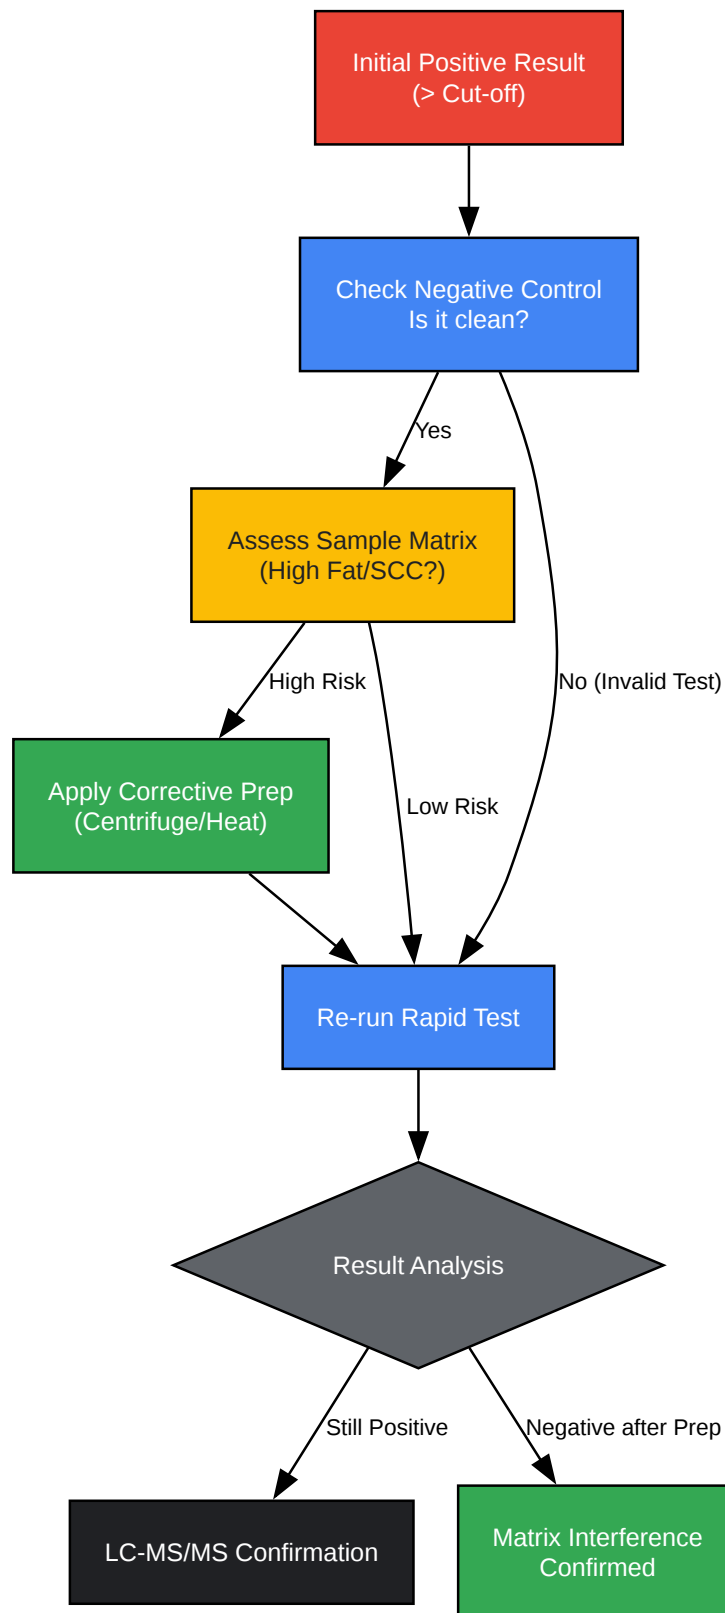 Initial Positive Result
(> Cut-off)
Check Negative Control
Is it clean?
Yes
Assess Sample Matrix
(High Fat/SCC?)
High Risk
No (Invalid Test)
Apply Corrective Prep
(Centrifuge/Heat)
Low Risk
Re-run Rapid Test
Result Analysis
Still Positive
Negative after Prep
LC-MS/MS Confirmation
Matrix Interference
Confirmed